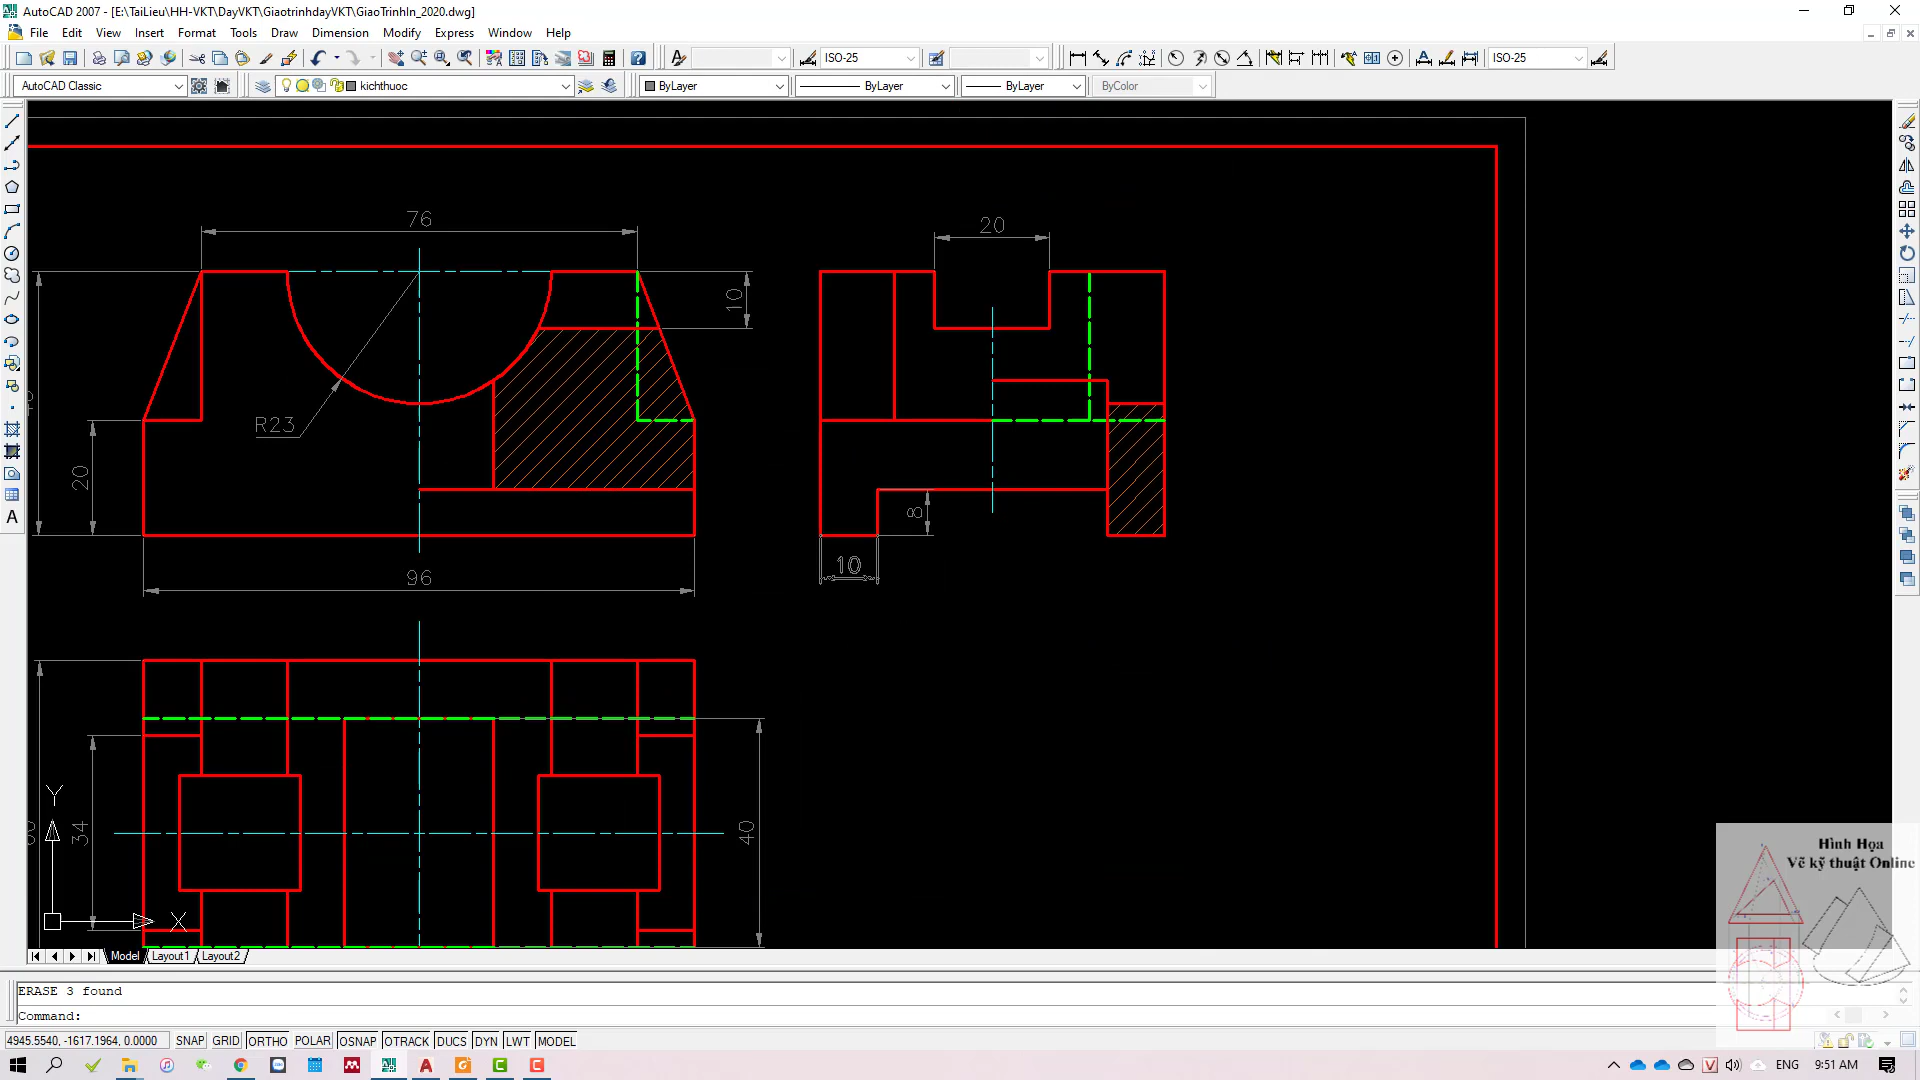 AutoCAD 2007 - [E:\TaiLieu\HH-VKT\DayVKT\GiaotrinhdayVKT\GiaoTrinhIn_2020.dwg]
File Edit View Insert Format Tools Draw Dimension Modify Express Window Help
ISO-25 ISO-25
AutoCAD Classic kichthuoc ByLayer ByLayer ByLayer ByColor
76
20
10
R23
20
8
10
96
34
40
Y
X
A
Hình Họa
Vẽ kỹ thuật Online
Model Layout1 Layout2
ERASE 3 found
Command:
4945.5540, -1617.1964, 0.0000 SNAP GRID ORTHO POLAR OSNAP OTRACK DUCS DYN LWT MODEL
ENG 9:51 AM